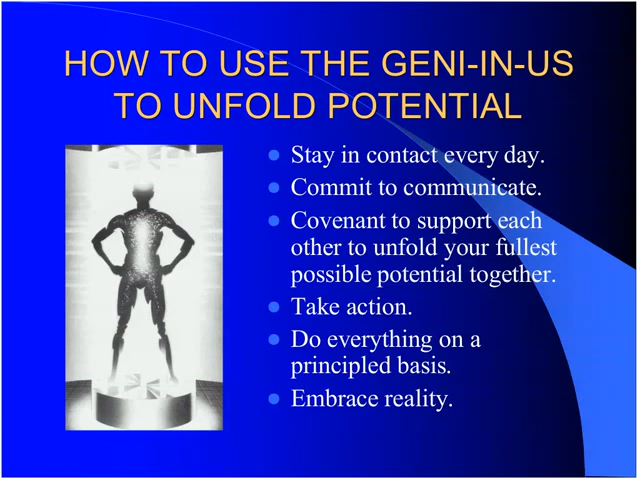 HOW TO USE THE GENI-IN-US
TO UNFOLD POTENTIAL
Stay in contact every day.
Commit to communicate.
Covenant to support each
other to unfold your fullest
possible potential together.
Take action.
Do everything on a
principled basis.
Embrace reality.